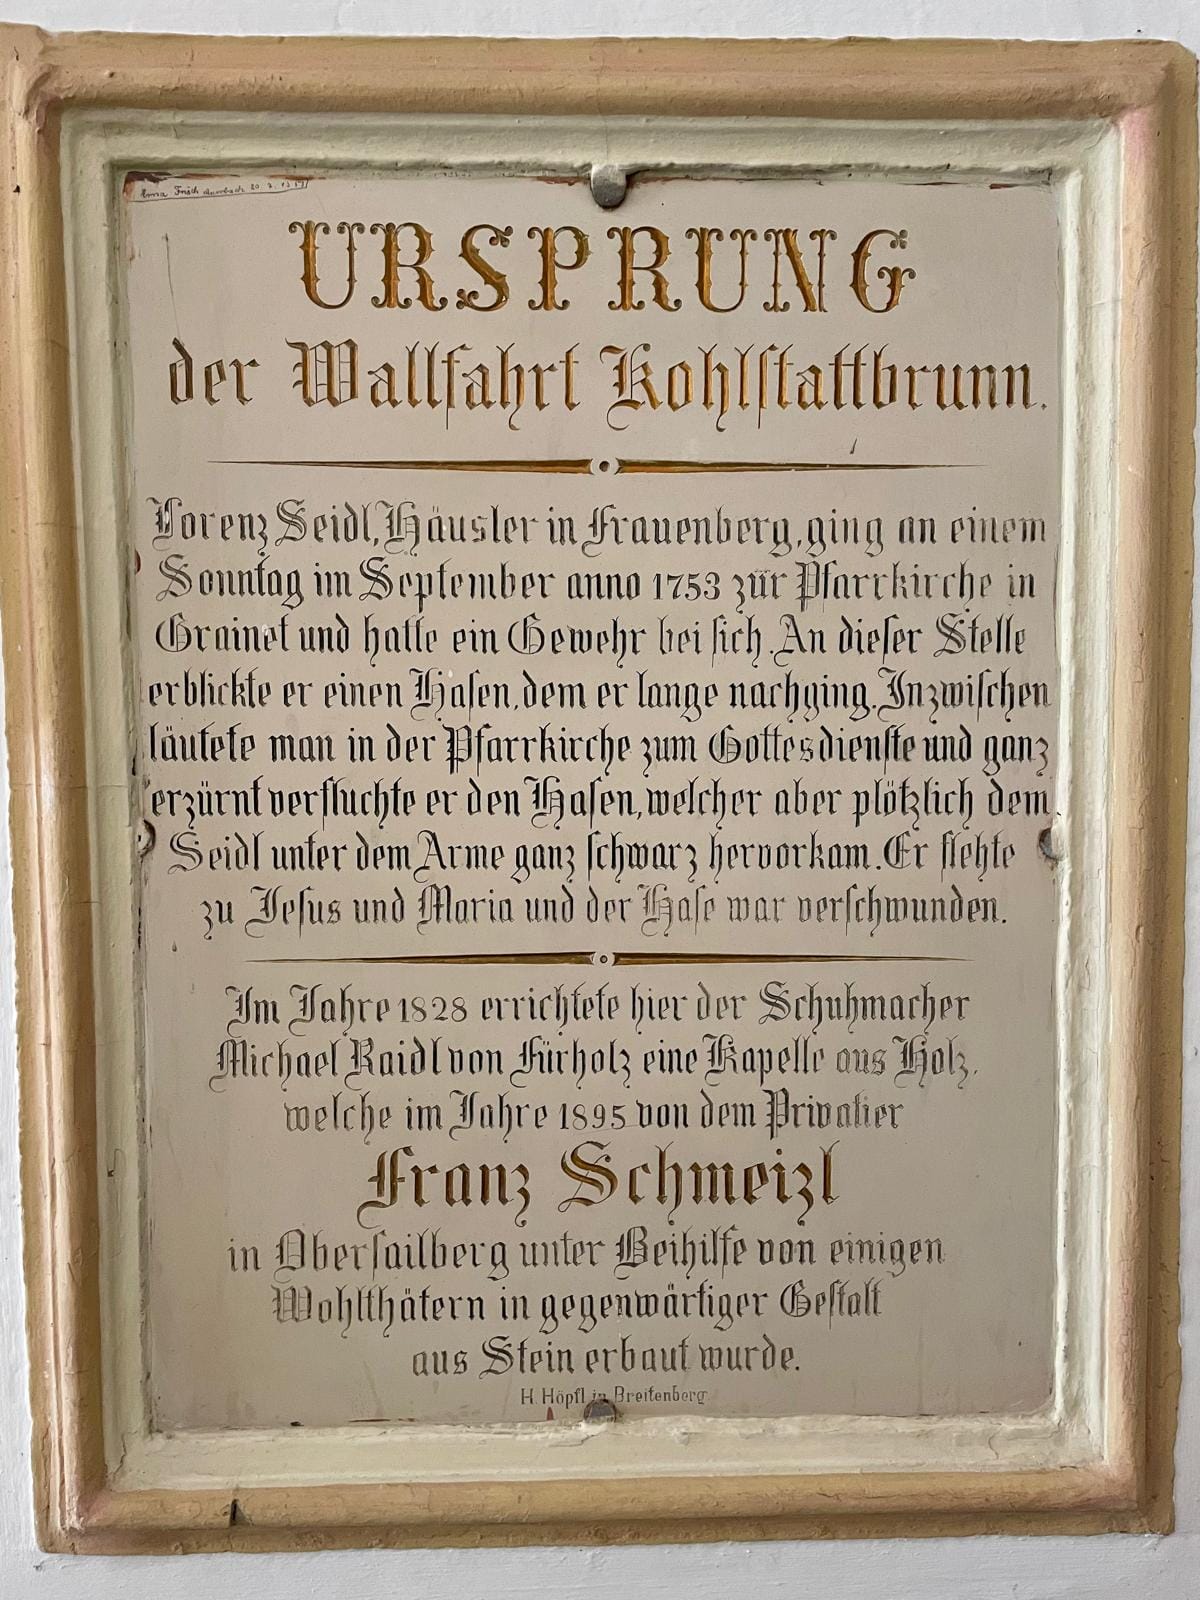 URSPRUNG
der Wallfahrt Kohlstattbrunn.
Lorenz Seidl, Häusler in Frauenberg, ging an einem
Sonntag im September anno 1753 zur Pfarrkirche in
Grainet und hatte ein Gewehr bei sich. An dieser Stelle
erblickte er einen Hasen, dem er lange nachging. Inzwischen
läutete man in der Pfarrkirche zum Gottesdienste und ganz
erzürnt verfluchte er den Hasen, welcher aber plötzlich dem
Seidl unter dem Arme ganz schwarz hervorkam. Er flehte
zu Jesus und Maria und der Hase war verschwunden.
Im Jahre 1828 errichtete hier der Schuhmacher
Michael Raidl von Fürholz eine Kapelle aus Holz,
welche im Jahre 1895 von dem Privatier
Franz Schmeizl
in Obersailberg unter Beihilfe von einigen
Wohlthätern in gegenwärtiger Gestalt
aus Stein erbaut wurde.
H. Höpfl in Breitenberg